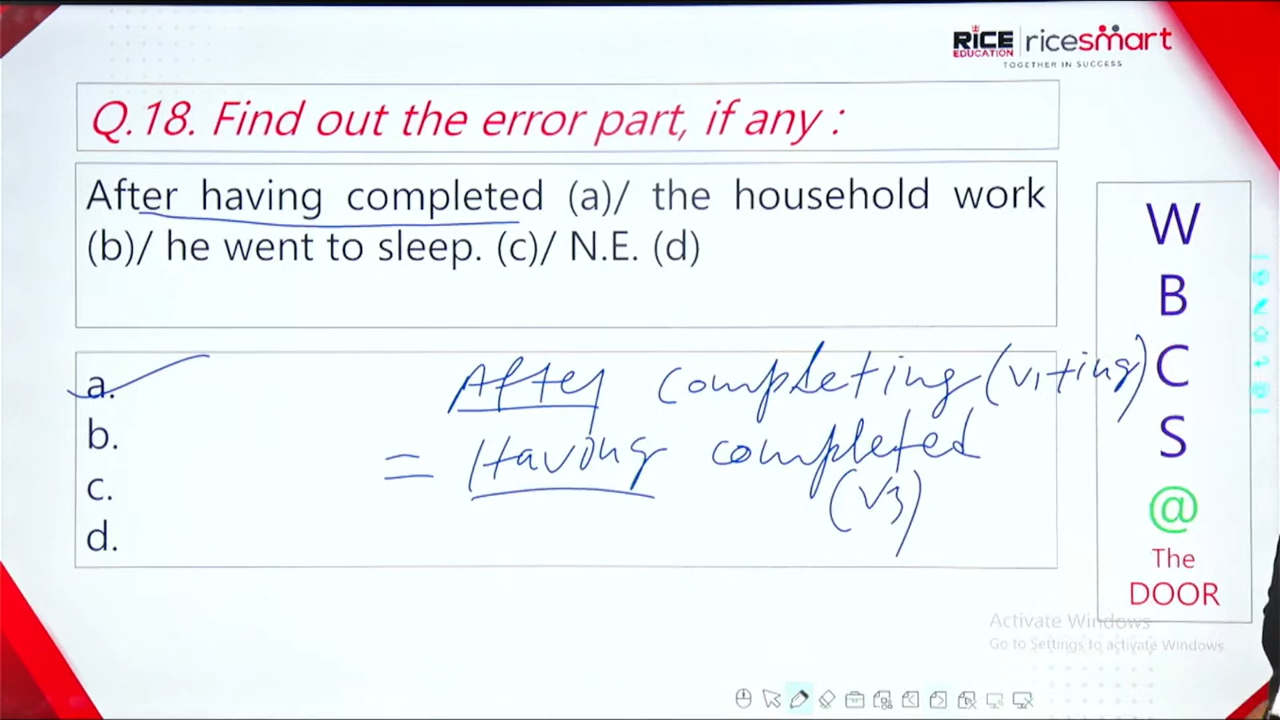 RICE EDUCATION | ricesmart
TOGETHER IN SUCCESS
Q.18. Find out the error part, if any :
After having completed (a)/ the household work
(b)/ he went to sleep. (c)/ N.E. (d)
a.
b.
c.
d.
After completing (V1+ing)
= Having completed
(V3)
W
B
C
S
@
The
DOOR
Activate Windows
Go to Settings to activate Windows.